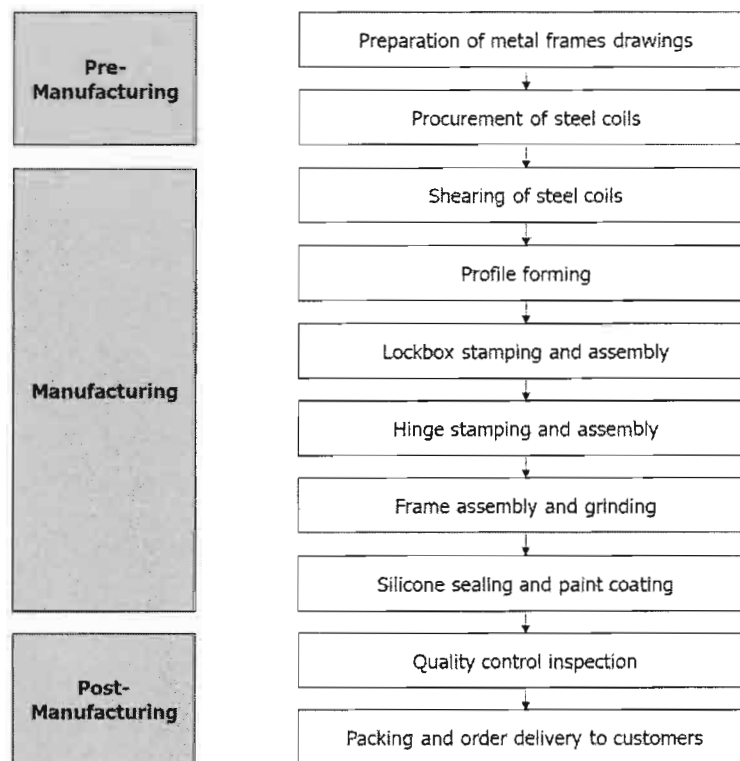 Pre-
Manufacturing
Preparation of metal frames drawings
Procurement of steel coils
Manufacturing
Shearing of steel coils
Profile forming
Lockbox stamping and assembly
Hinge stamping and assembly
Frame assembly and grinding
Silicone sealing and paint coating
Post-
Manufacturing
Quality control inspection
Packing and order delivery to customers